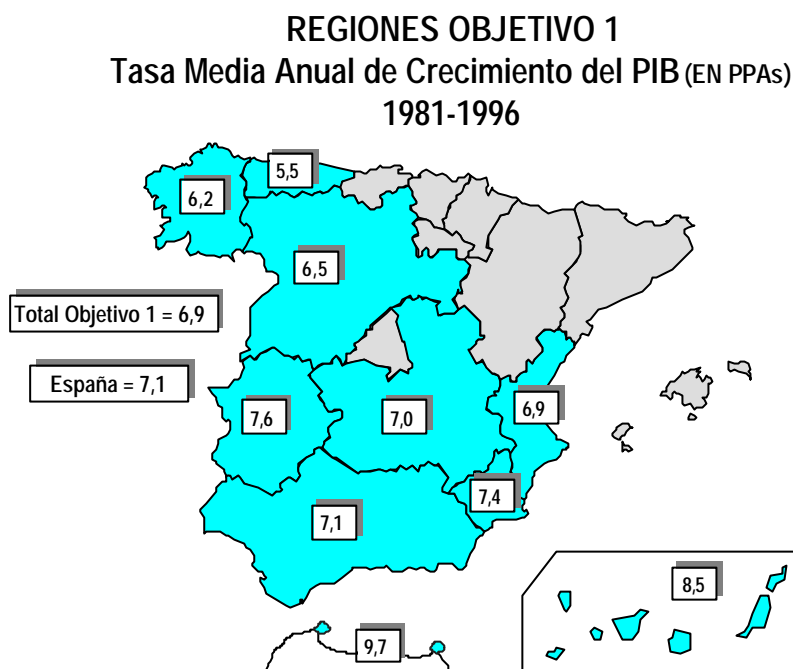 REGIONES OBJETIVO 1
Tasa Media Anual de Crecimiento del PIB (EN PPAs)
1981-1996
5,5
6,2
6,5
Total Objetivo 1 = 6,9
España = 7,1
7,6
7,0
6,9
7,4
7,1
8,5
9,7